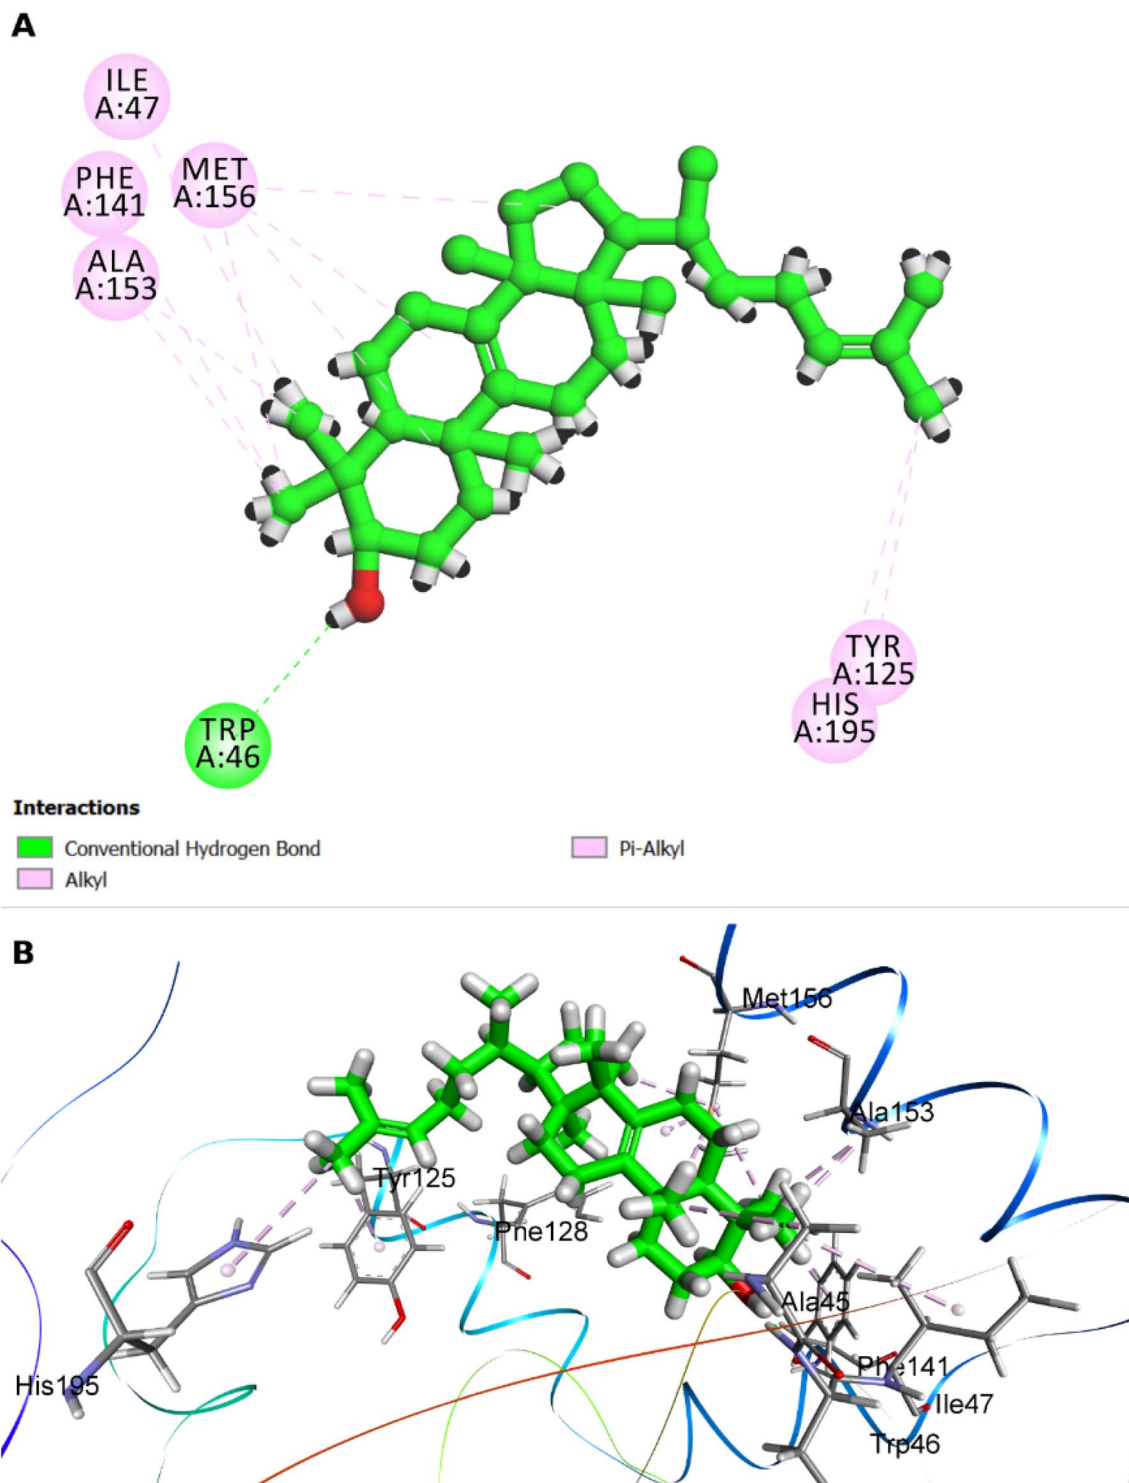 A
ILE
A:47
PHE
A:141
MET
A:156
ALA
A:153
TRP
A:46
TYR
A:125
HIS
A:195
Interactions
Conventional Hydrogen Bond
Pi-Alkyl
Alkyl
B
Met156
Ala153
Tyr125
Pne128
Ala45
His195
Phe141
Ile47
Trp46